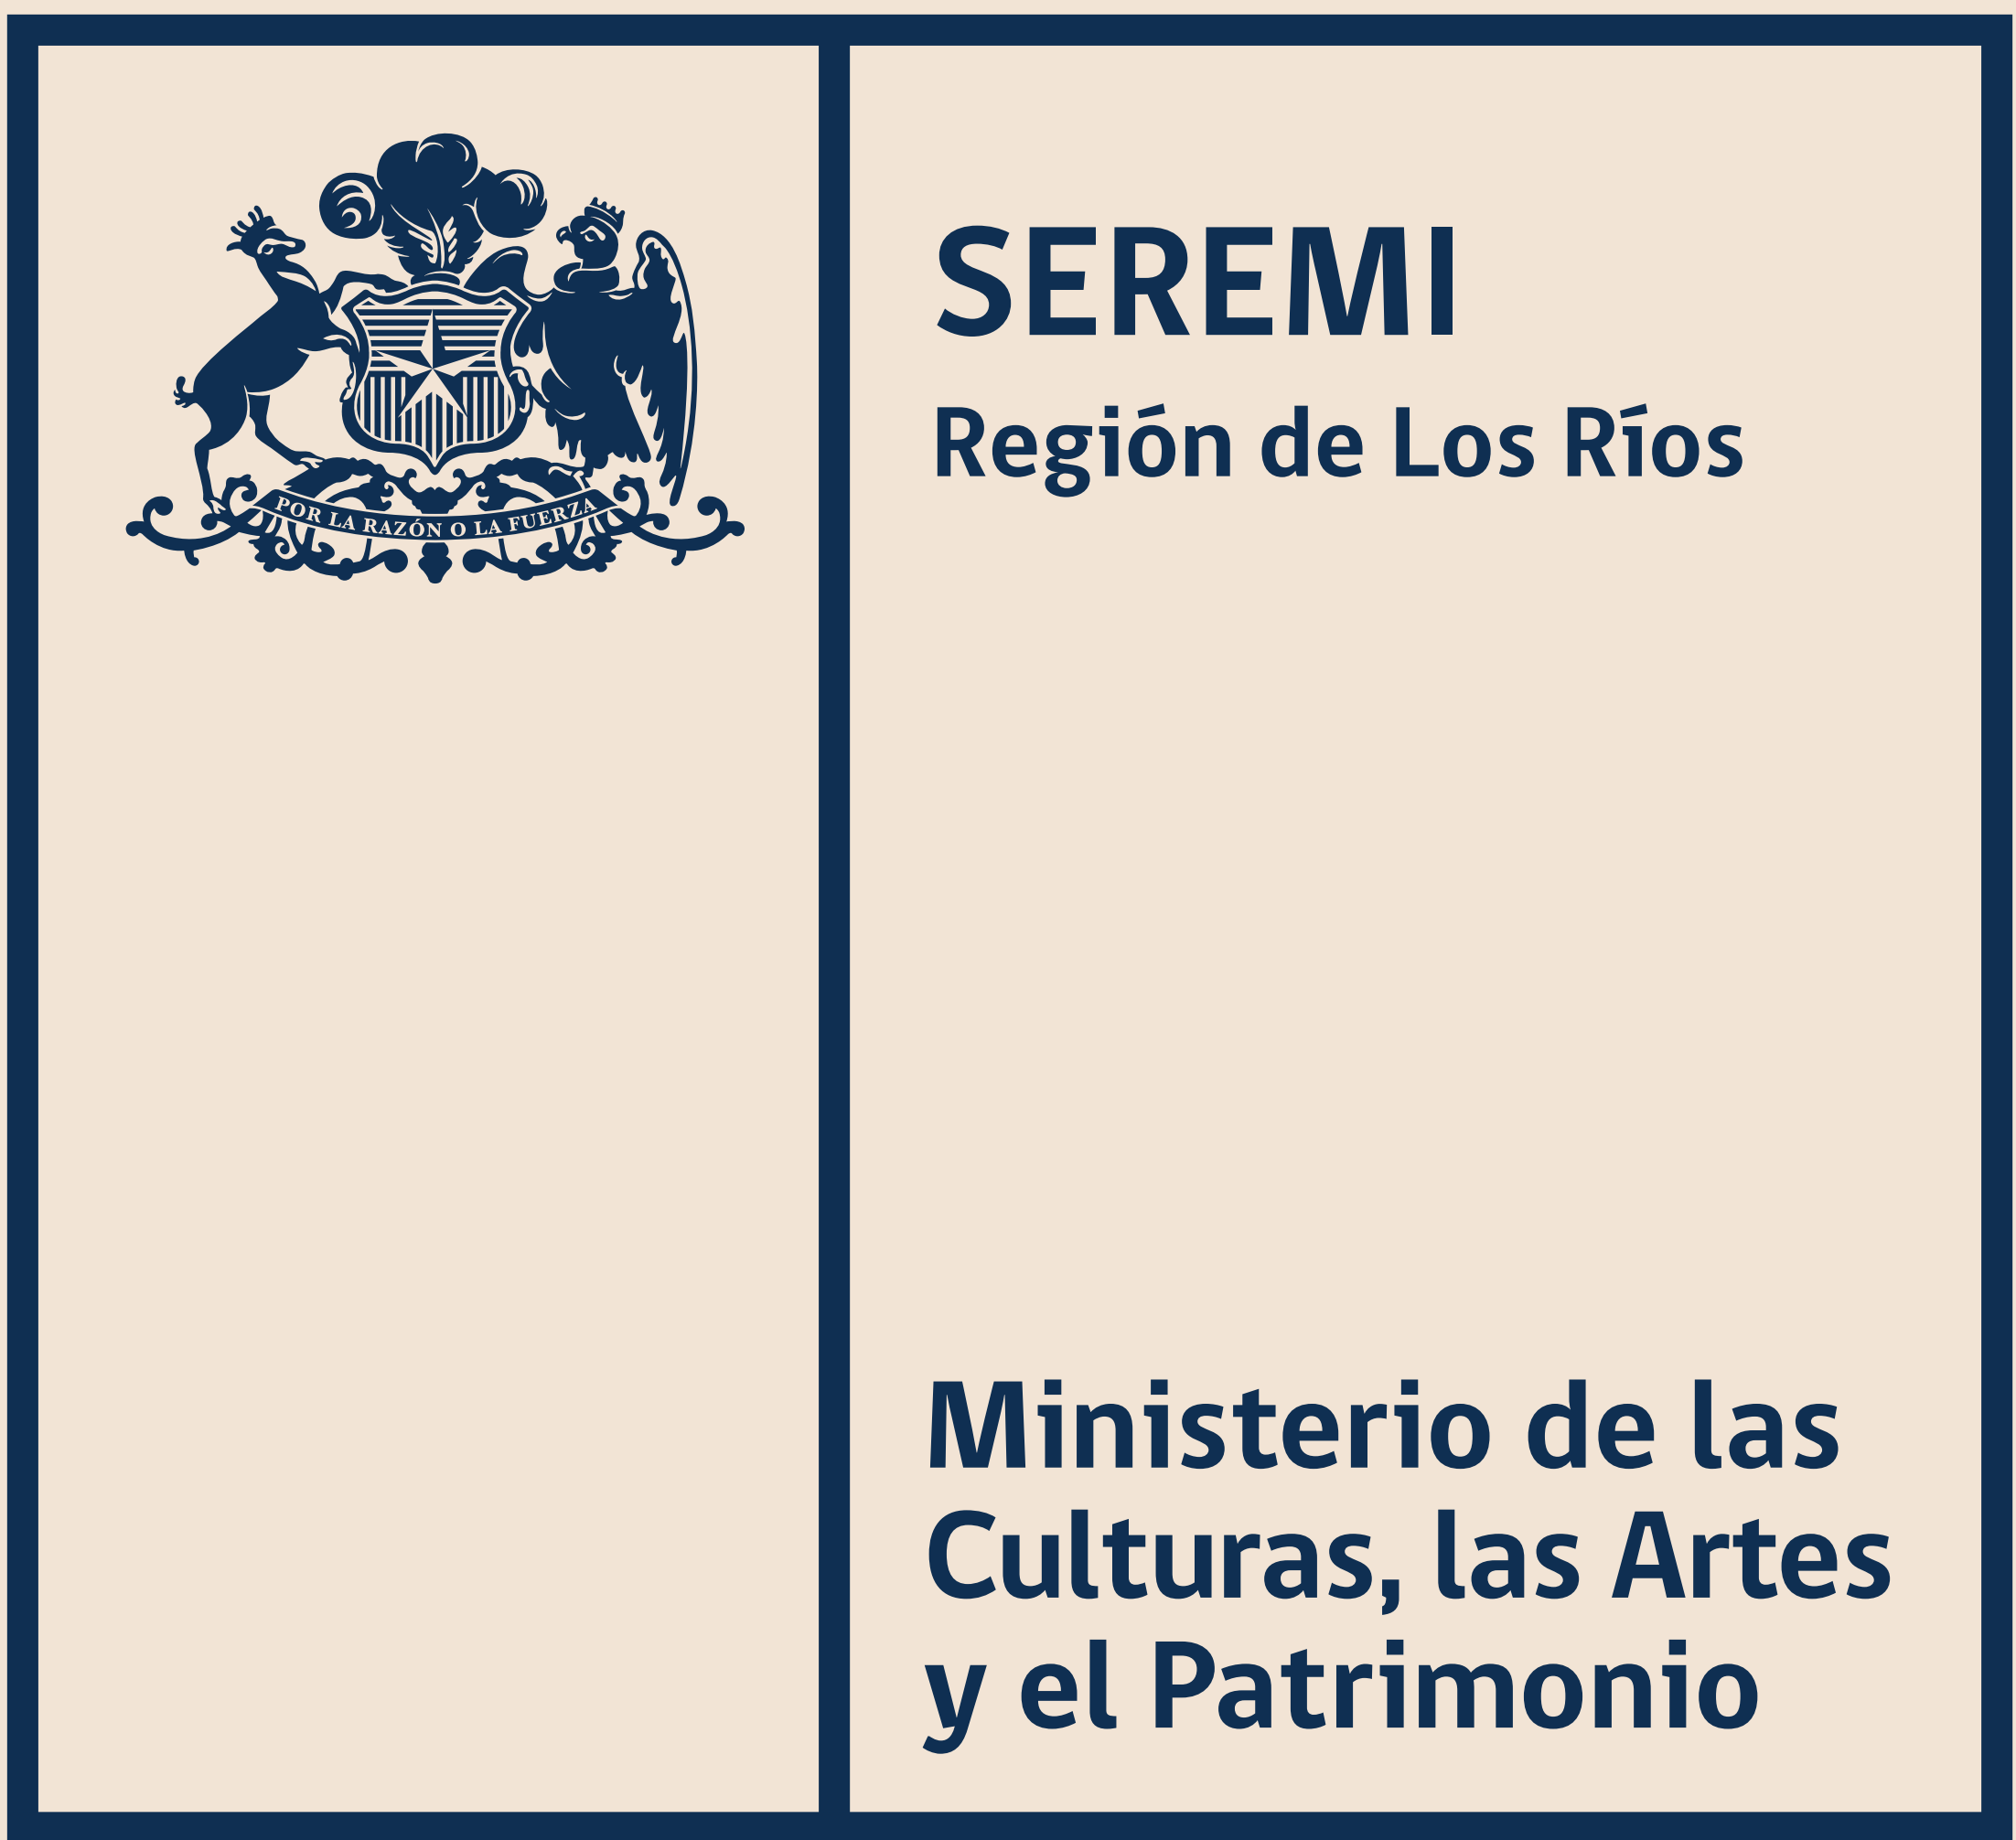 POR LA RAZÓN O LA FUERZA
SEREMI
Región de Los Ríos
Ministerio de las
Culturas, las Artes
y el Patrimonio